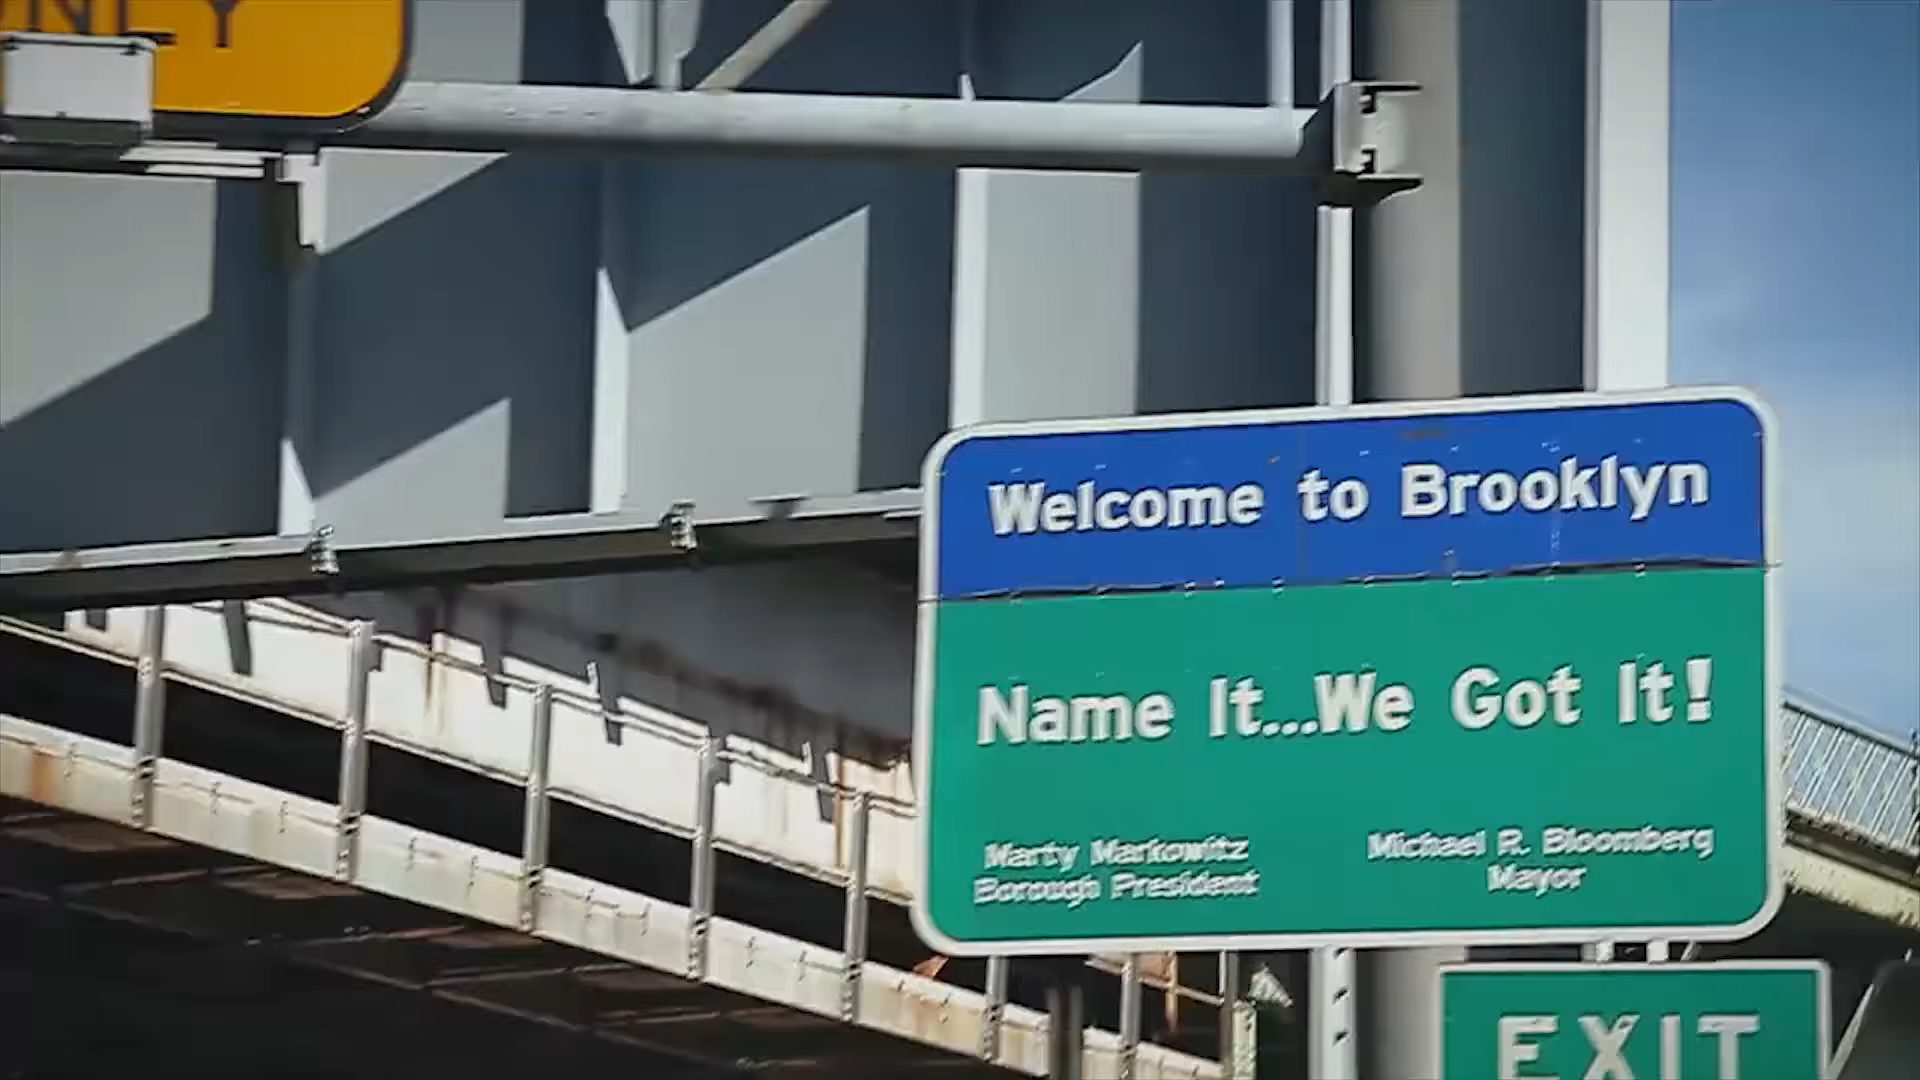 Welcome to Brooklyn
Name It...We Got It!
Marty Markowitz
Borough President
Michael R. Bloomberg
Mayor
EXIT